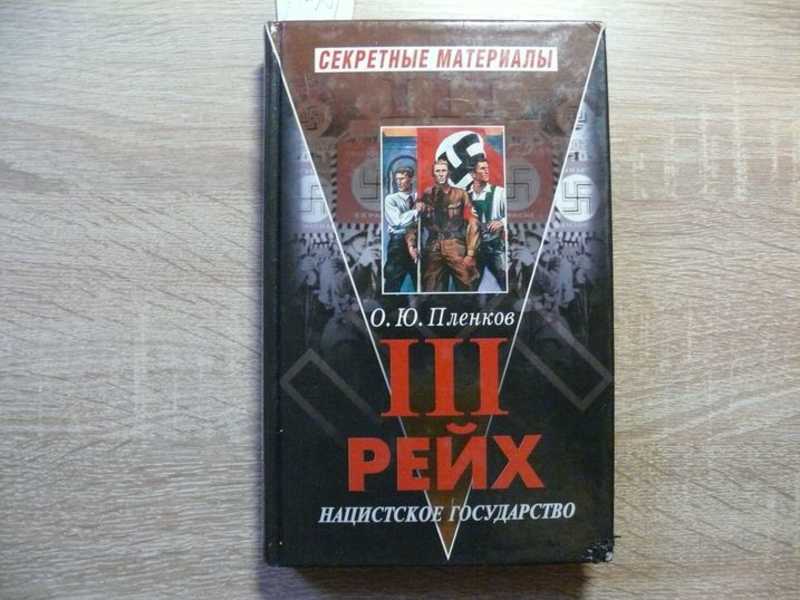 СЕКРЕТНЫЕ МАТЕРИАЛЫ
О. Ю. Пленков
III
РЕЙХ
НАЦИСТСКОЕ ГОСУДАРСТВО